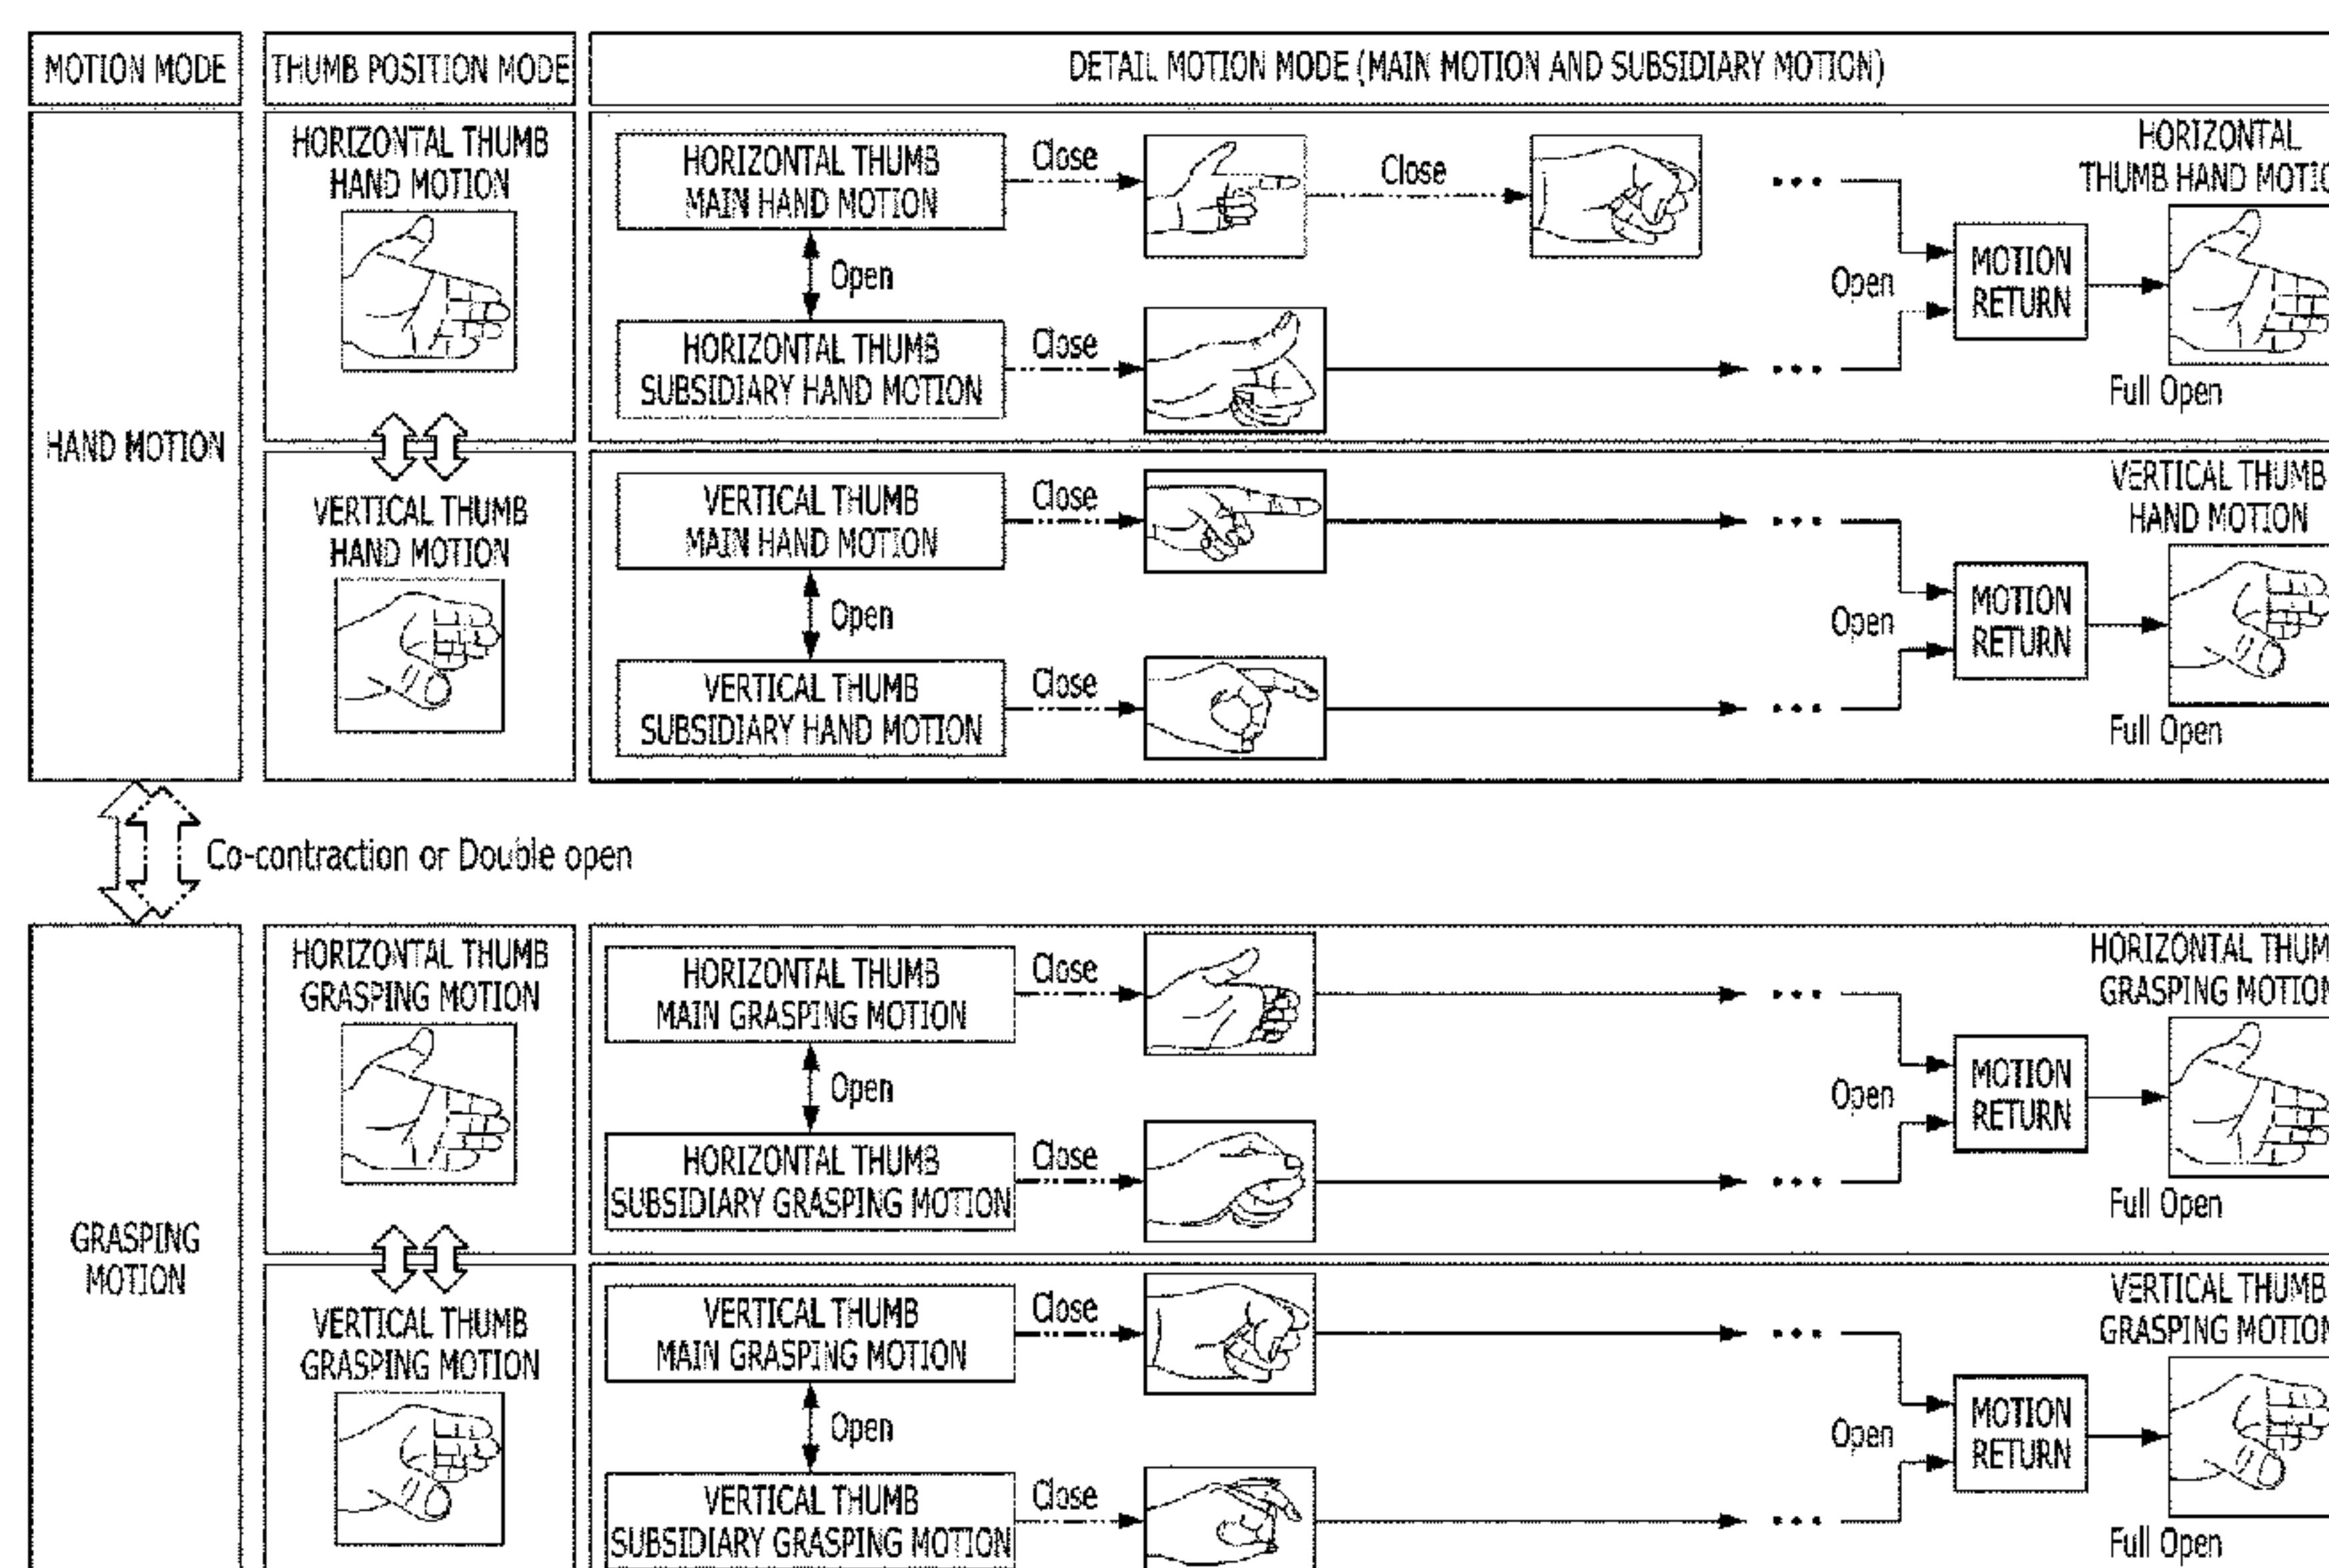 MOTION MODE
THUMB POSITION MODE
DETAIL MOTION MODE (MAIN MOTION AND SUBSIDIARY MOTION)
HAND MOTION
HORIZONTAL THUMB
HAND MOTION
HORIZONTAL THUMB
MAIN HAND MOTION
Close
Close
Open
HORIZONTAL THUMB
SUBSIDIARY HAND MOTION
Close
Open
MOTION
RETURN
HORIZONTAL
THUMB HAND
Full Open
VERTICAL THUMB
HAND MOTION
VERTICAL THUMB
MAIN HAND MOTION
Close
Open
VERTICAL THUMB
SUBSIDIARY HAND MOTION
Close
Open
MOTION
RETURN
VERTICAL THUMB
HAND MOTION
Full Open
Co-contraction or Double open
GRASPING
MOTION
HORIZONTAL THUMB
GRASPING MOTION
HORIZONTAL THUMB
MAIN GRASPING MOTION
Close
Open
HORIZONTAL THUMB
SUBSIDIARY GRASPING MOTION
Close
Open
MOTION
RETURN
HORIZONTAL
GRASPING
Full Open
VERTICAL THUMB
GRASPING MOTION
VERTICAL THUMB
MAIN GRASPING MOTION
Close
Open
VERTICAL THUMB
SUBSIDIARY GRASPING MOTION
Close
Open
MOTION
RETURN
VERTICAL THUMB
GRASPING
Full Open